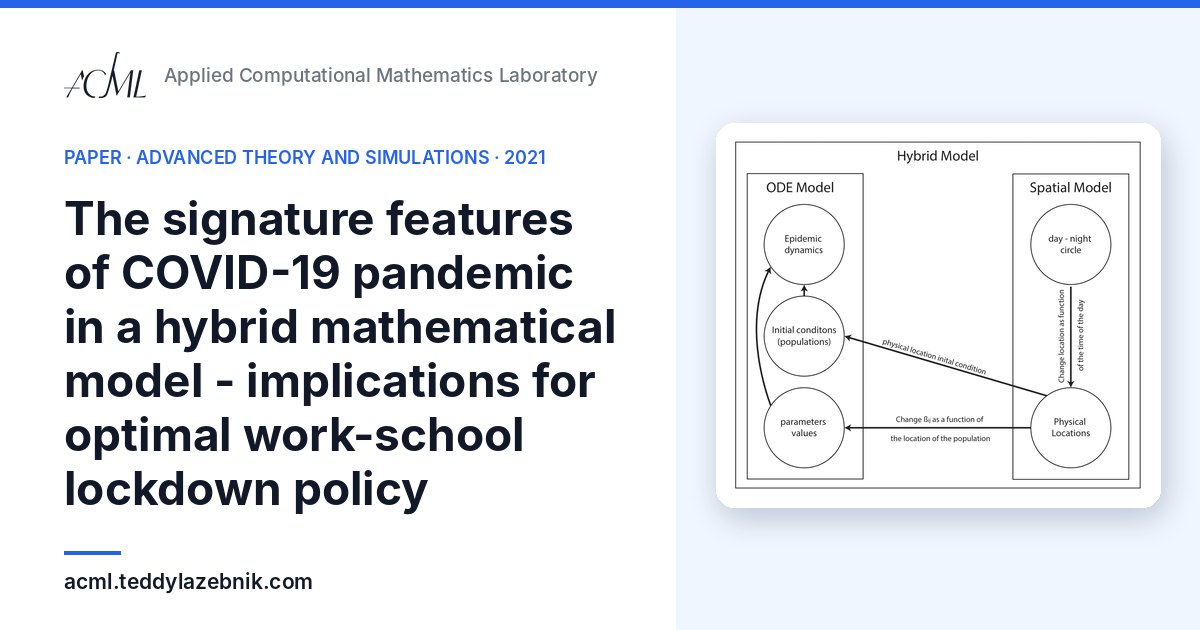 ACML
Applied Computational Mathematics Laboratory
PAPER · ADVANCED THEORY AND SIMULATIONS · 2021
The signature features
of COVID-19 pandemic
in a hybrid mathematical
model - implications for
optimal work-school
lockdown policy
acml.teddylazebnik.com
Hybrid Model
ODE Model
Epidemic
dynamics
Initial conditons
(populations)
parameters
values
Spatial Model
day - night
circle
Change location as function
of the time of the day
Physical
Locations
physical location inital condition
Change ßij as a function of
the location of the population